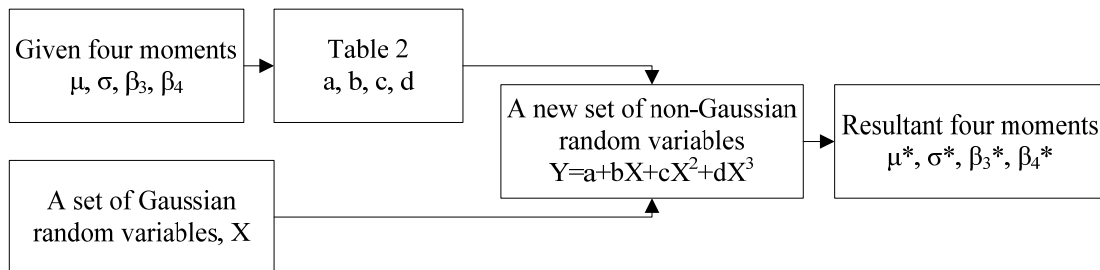 Given four moments
μ, σ, β₃, β₄
Table 2
a, b, c, d
A set of Gaussian
random variables, X
A new set of non-Gaussian
random variables
Y=a+bX+cX²+dX³
Resultant four moments
μ*, σ*, β₃*, β₄*